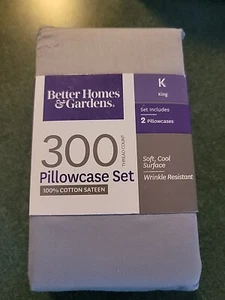 Better Homes
& Gardens®
K
King
Set Includes
2 Pillowcases
300
THREAD COUNT
Pillowcase Set
100% COTTON SATEEN
Soft, Cool
Surface
Wrinkle Resistant